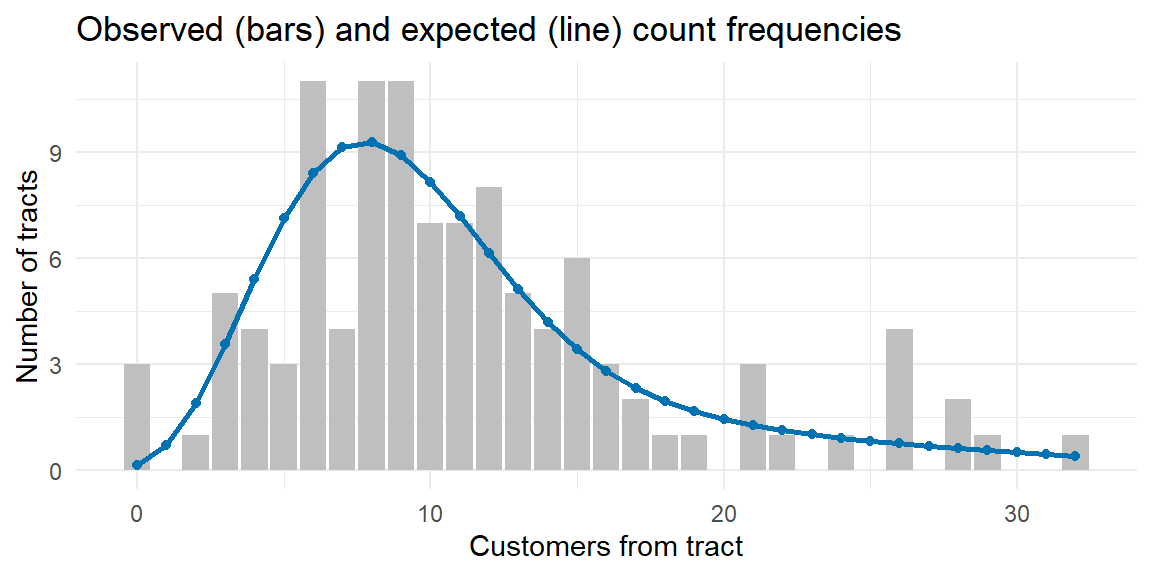 Observed (bars) and expected (line) count frequencies
Number of tracts
9
6
3
0
0 10 20 30
Customers from tract